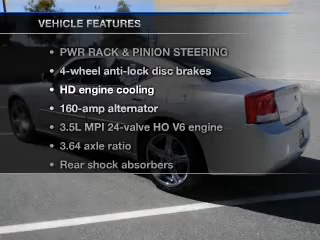 VEHICLE FEATURES
• PWR RACK & PINION STEERING
• 4-wheel anti-lock disc brakes
• HD engine cooling
• 160-amp alternator
• 3.5L MPI 24-valve HO V6 engine
• 3.64 axle ratio
• Rear shock absorbers